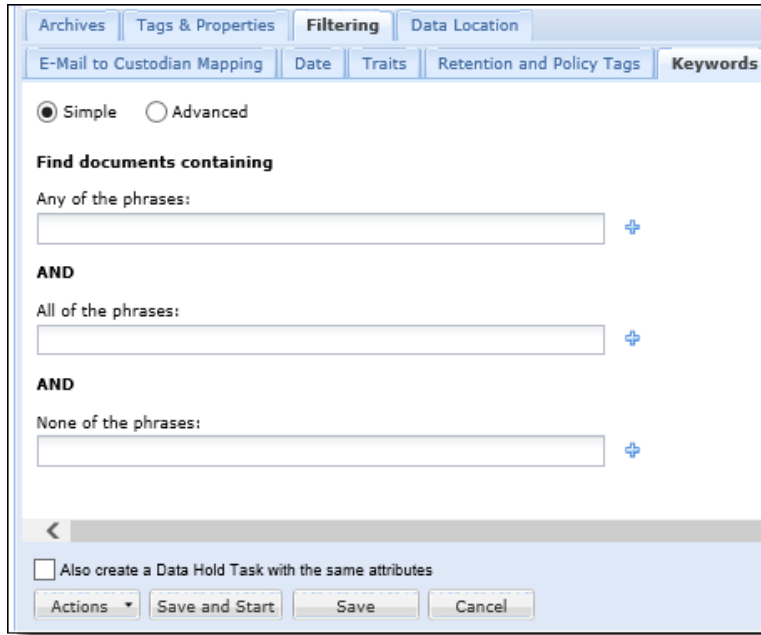 Archives Tags & Properties Filtering Data Location
E-Mail to Custodian Mapping Date Traits Retention and Policy Tags Keywords
Simple Advanced
Find documents containing
Any of the phrases:
AND
All of the phrases:
AND
None of the phrases:
Also create a Data Hold Task with the same attributes
Actions Save and Start Save Cancel